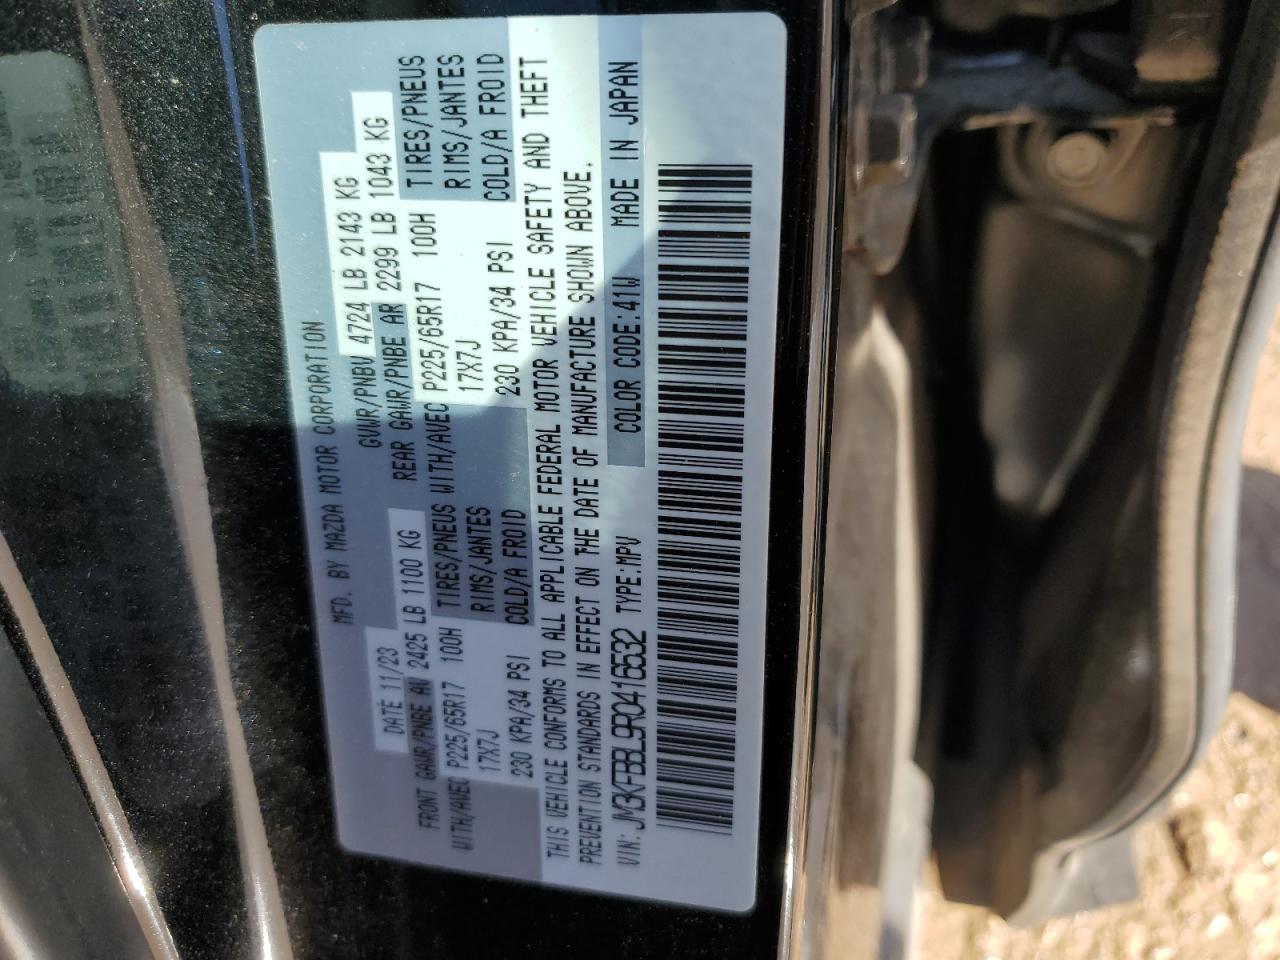 MFD. BY MAZDA MOTOR CORPORATION
DATE 11/23 GVWR/PNBV 4724 LB 2143 KG
FRONT GAWR/PNBE AV 2425 LB 1100 KG REAR GAWR/PNBE AR 2299 LB 1043 KG
WITH/AVEC P225/65R17 100H TIRES/PNEUS WITH/AVEC P225/65R17 100H TIRES/PNEUS
17X7J RIMS/JANTES 17X7J RIMS/JANTES
230 KPA/34 PSI COLD/A FROID 230 KPA/34 PSI COLD/A FROID
THIS VEHICLE CONFORMS TO ALL APPLICABLE FEDERAL MOTOR VEHICLE SAFETY AND THEFT
PREVENTION STANDARDS IN EFFECT ON THE DATE OF MANUFACTURE SHOWN ABOVE.
VIN: JM3KFBBL9R0416532 TYPE:MPV COLOR CODE:41W MADE IN JAPAN